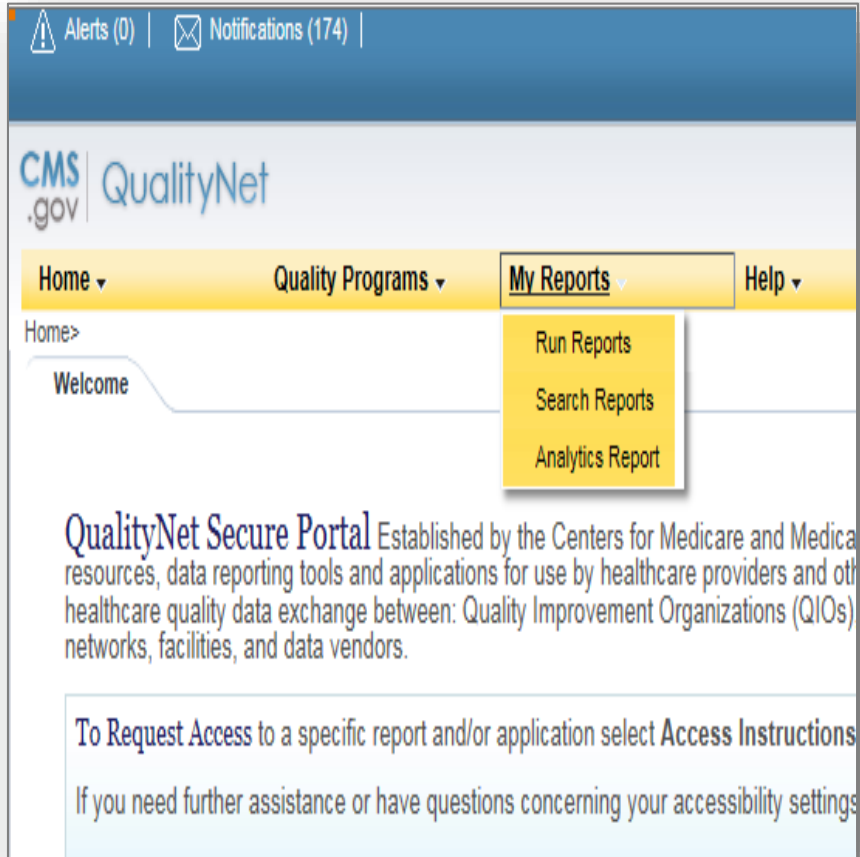 Alerts (0) | Notifications (174) |
CMS
.gov
QualityNet
Home Quality Programs My Reports Help
Home>
Run Reports
Welcome
Search Reports
Analytics Report
QualityNet Secure Portal Established by the Centers for Medicare and Medica
resources, data reporting tools and applications for use by healthcare providers and oth
healthcare quality data exchange between: Quality Improvement Organizations (QIOs)
networks, facilities, and data vendors.
To Request Access to a specific report and/or application select Access Instructions
If you need further assistance or have questions concerning your accessibility settings